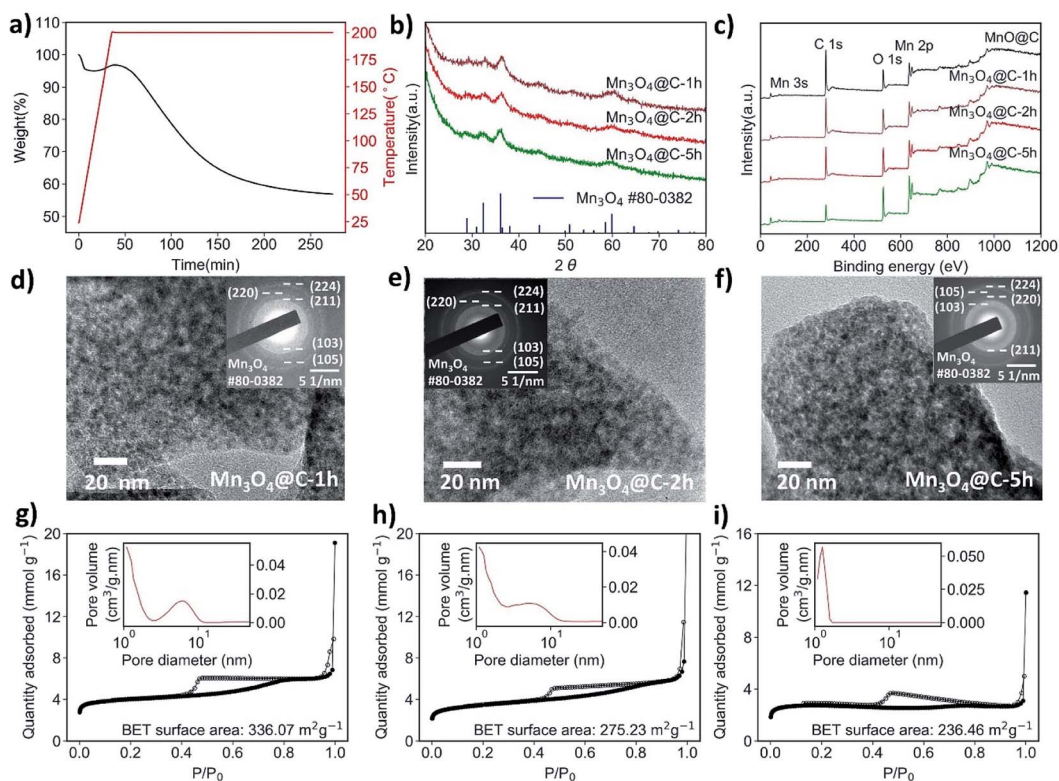 a)
110
100
90
80
70
60
50
Weight(%)
0 50 100 150 200 250
Time(min)
200
175
150
125
100
75
50
25
Temperature(°C)
b)
Intensity(a.u.)
Mn₃O₄@C-1h
Mn₃O₄@C-2h
Mn₃O₄@C-5h
Mn₃O₄ #80-0382
20 30 40 50 60 70 80
2 θ
c)
Intensity(a.u.)
C 1s
Mn 2p
MnO@C
O 1s
Mn 3s
Mn₃O₄@C-1h
Mn₃O₄@C-2h
Mn₃O₄@C-5h
0 200 400 600 800 1000 1200
Binding energy (eV)
d)
(224)
(220)
(211)
(103)
(105)
Mn₃O₄
#80-0382 5 1/nm
20 nm
Mn₃O₄@C-1h
e)
(224)
(220)
(211)
(103)
(105)
Mn₃O₄
#80-0382 5 1/nm
20 nm
Mn₃O₄@C-2h
f)
(224)
(105)
(220)
(103)
(211)
Mn₃O₄
#80-0382 5 1/nm
20 nm
Mn₃O₄@C-5h
g)
20
16
12
8
4
0
Quantity adsorbed (mmol g⁻¹)
Pore volume
(cm³/g.nm)
0.04
0.02
0.00
10⁰ 10¹
Pore diameter (nm)
BET surface area: 336.07 m²g⁻¹
0.0 0.2 0.4 0.6 0.8 1.0
P/P₀
h)
20
16
12
8
4
0
Quantity adsorbed (mmol g⁻¹)
Pore volume
(cm³/g.nm)
0.04
0.02
0.00
10⁰ 10¹
Pore diameter (nm)
BET surface area: 275.23 m²g⁻¹
0.0 0.2 0.4 0.6 0.8 1.0
P/P₀
i)
16
12
8
4
0
Quantity adsorbed (mmol g⁻¹)
Pore volume
(cm³/g.nm)
0.050
0.025
0.000
10⁰ 10¹
Pore diameter (nm)
BET surface area: 236.46 m²g⁻¹
0.0 0.2 0.4 0.6 0.8 1.0
P/P₀